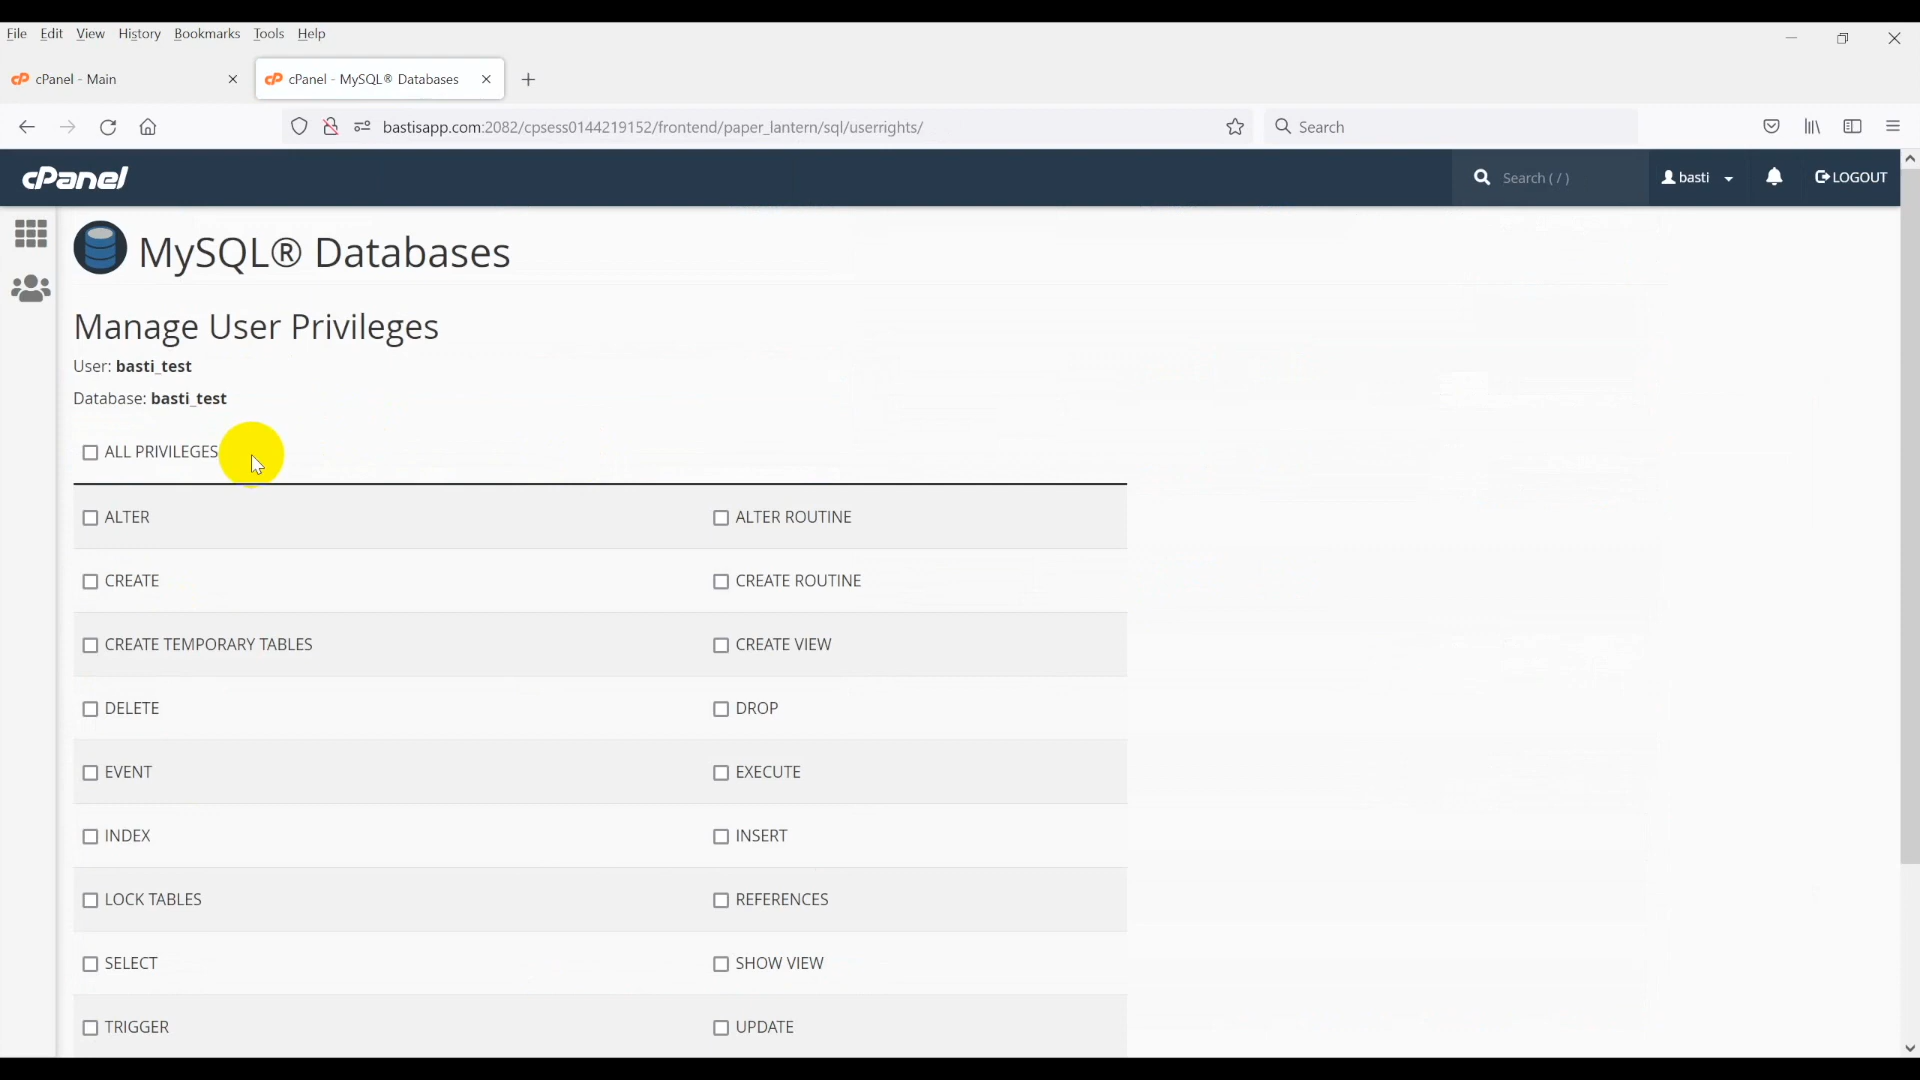 File Edit View History Bookmarks Tools Help
cPanel - Main
cPanel - MySQL® Databases
bastisapp.com:2082/cpsess0144219152/frontend/paper_lantern/sql/userrights/
Search
cPanel
Search ( / )
basti
LOGOUT
MySQL® Databases
Manage User Privileges
User: basti_test
Database: basti_test
ALL PRIVILEGES
ALTER ALTER ROUTINE
CREATE CREATE ROUTINE
CREATE TEMPORARY TABLES CREATE VIEW
DELETE DROP
EVENT EXECUTE
INDEX INSERT
LOCK TABLES REFERENCES
SELECT SHOW VIEW
TRIGGER UPDATE